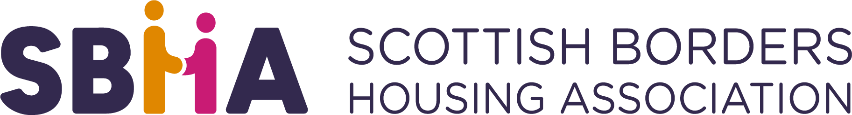 SBHA
SCOTTISH BORDERS
HOUSING ASSOCIATION